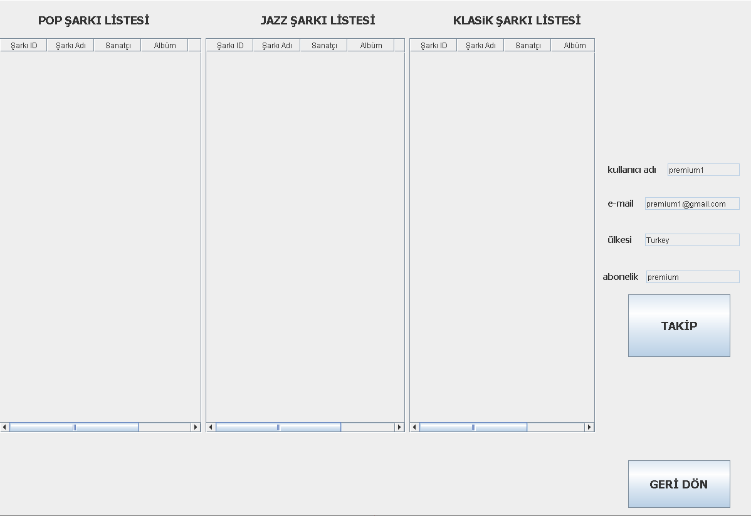 POP ŞARKI LİSTESİ
JAZZ ŞARKI LİSTESİ
KLASiK ŞARKI LİSTESİ
Şarkı ID Şarkı Adı Sanatçı Albüm
Şarkı ID Şarkı Adı Sanatçı Albüm
Şarkı ID Şarkı Adı Sanatçı Albüm
kullanıcı adı premium1
e-mail premium1@gmail.com
ülkesi Turkey
abonelik premium
TAKİP
GERİ DÖN